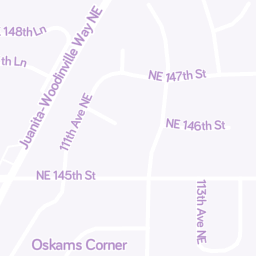 E 148th Ln
th Ln
Juanita-Woodinville Way NE
NE 147th St
111th Ave NE
NE 146th St
NE 145th St
113th Ave NE
Oskams Corner